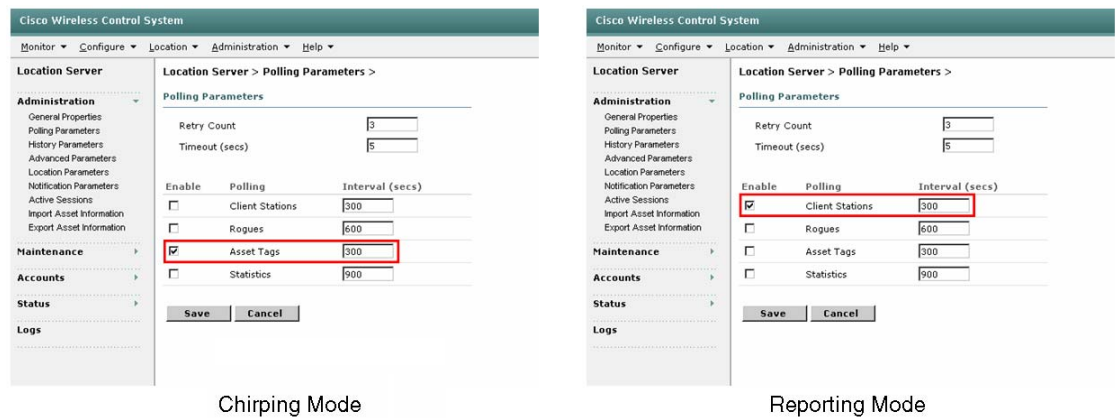 Cisco Wireless Control System
Monitor Configure Location Administration Help
Location Server
Administration
General Properties
Polling Parameters
History Parameters
Advanced Parameters
Location Parameters
Notification Parameters
Active Sessions
Import Asset Information
Export Asset Information
Maintenance
Accounts
Status
Logs
Location Server > Polling Parameters >
Polling Parameters
Retry Count 3
Timeout (secs) 5
Enable Polling Interval (secs)
Client Stations 300
Rogues 600
Asset Tags 300
Statistics 900
Save Cancel
Chirping Mode
Cisco Wireless Control System
Monitor Configure Location Administration Help
Location Server
Administration
General Properties
Polling Parameters
History Parameters
Advanced Parameters
Location Parameters
Notification Parameters
Active Sessions
Import Asset Information
Export Asset Information
Maintenance
Accounts
Status
Logs
Location Server > Polling Parameters >
Polling Parameters
Retry Count 3
Timeout (secs) 5
Enable Polling Interval (secs)
Client Stations 300
Rogues 600
Asset Tags 300
Statistics 900
Save Cancel
Reporting Mode